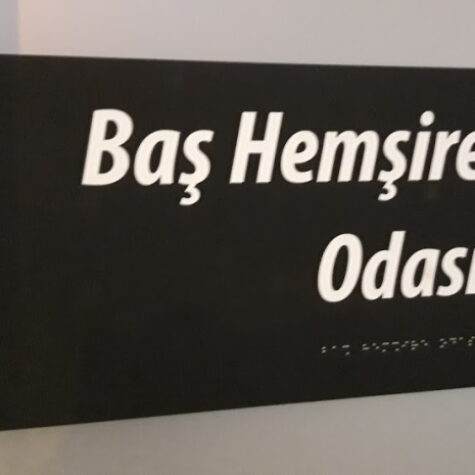 Baş Hemşire
Odası